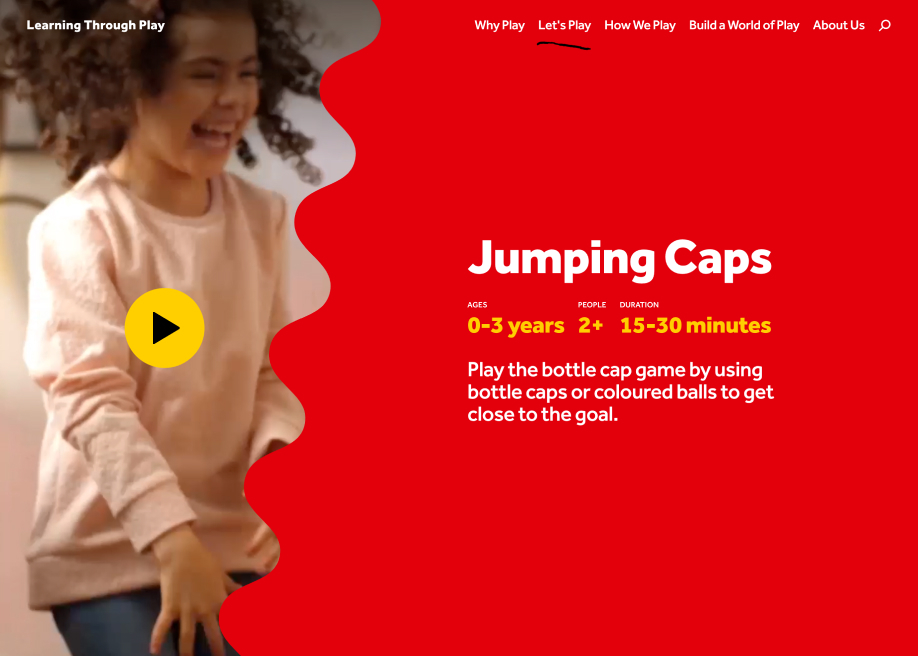 Learning Through Play
Why Play
Let's Play
How We Play
Build a World of Play
About Us
Jumping Caps
AGES
0-3 years
PEOPLE
2+
DURATION
15-30 minutes
Play the bottle cap game by using
bottle caps or coloured balls to get
close to the goal.